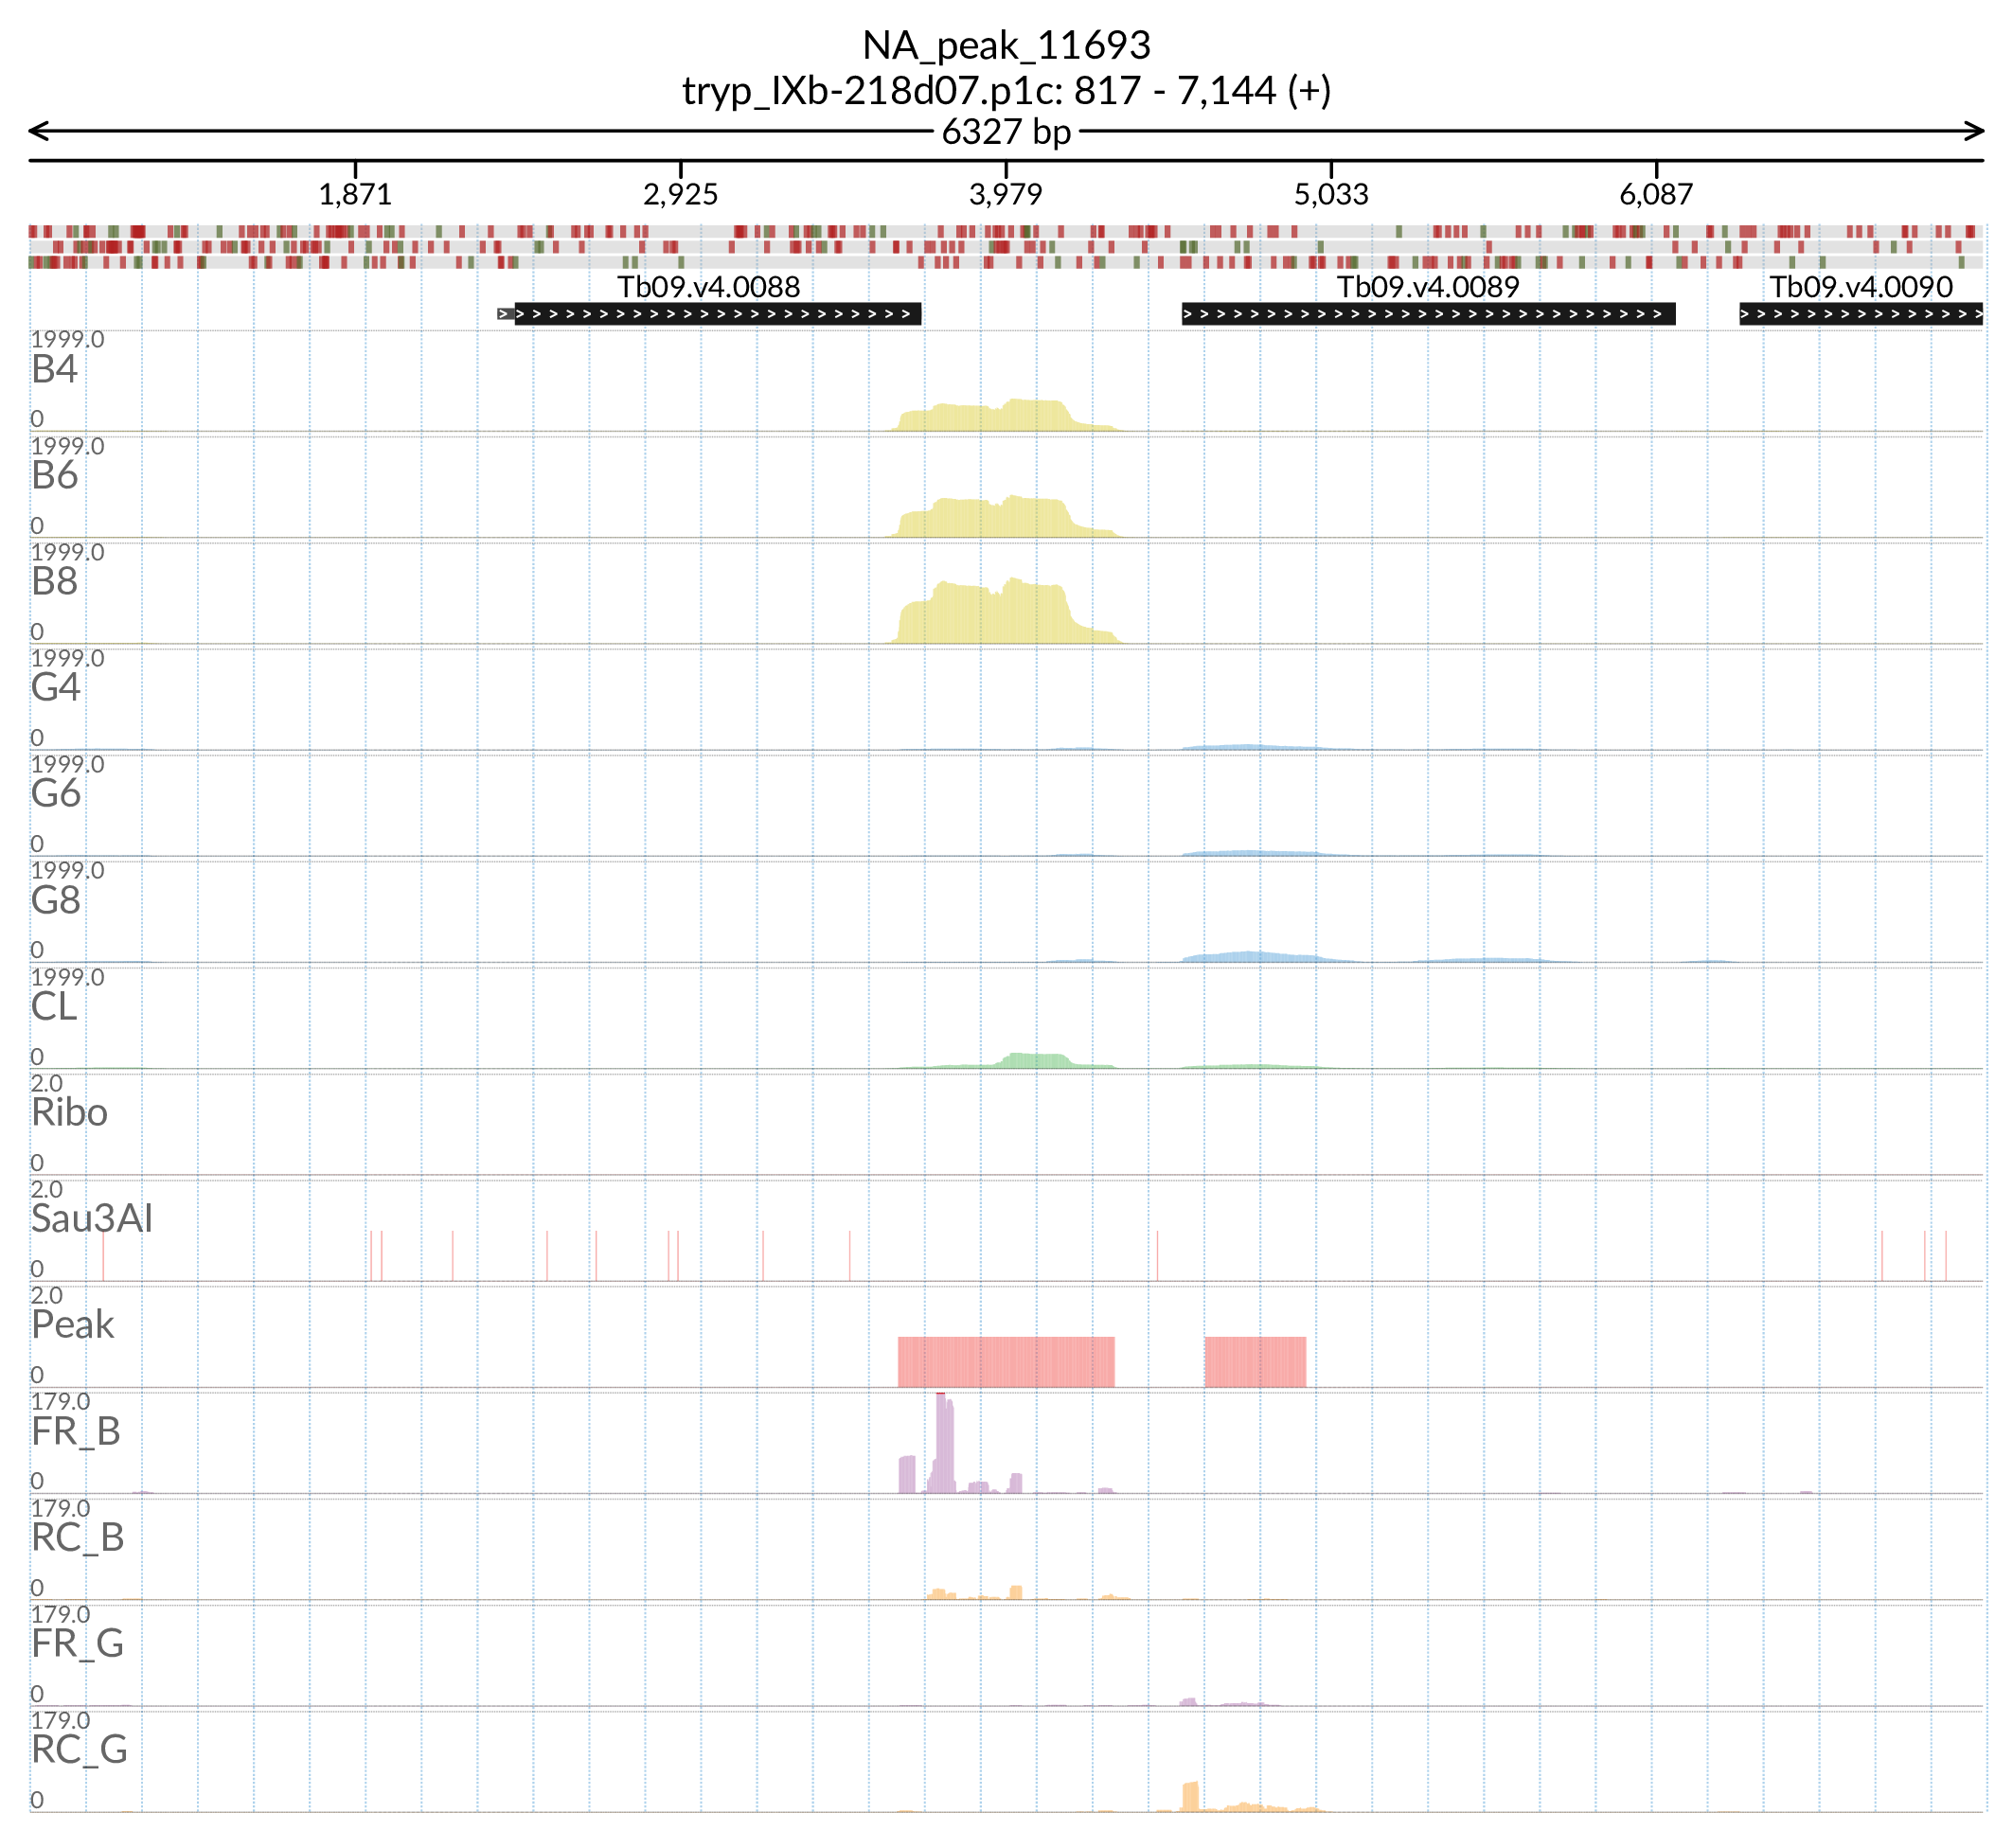 NA_peak_11693
tryp_IXb-218d07.p1c: 817 - 7,144 (+)
6327 bp
1,871 2,925 3,979 5,033 6,087
Tb09.v4.0088 Tb09.v4.0089 Tb09.v4.0090
1999.0
B4
0
1999.0
B6
0
1999.0
B8
0
1999.0
G4
0
1999.0
G6
0
1999.0
G8
0
1999.0
CL
0
2.0
Ribo
0
2.0
Sau3AI
0
2.0
Peak
0
179.0
FR_B
0
179.0
RC_B
0
179.0
FR_G
0
179.0
RC_G
0